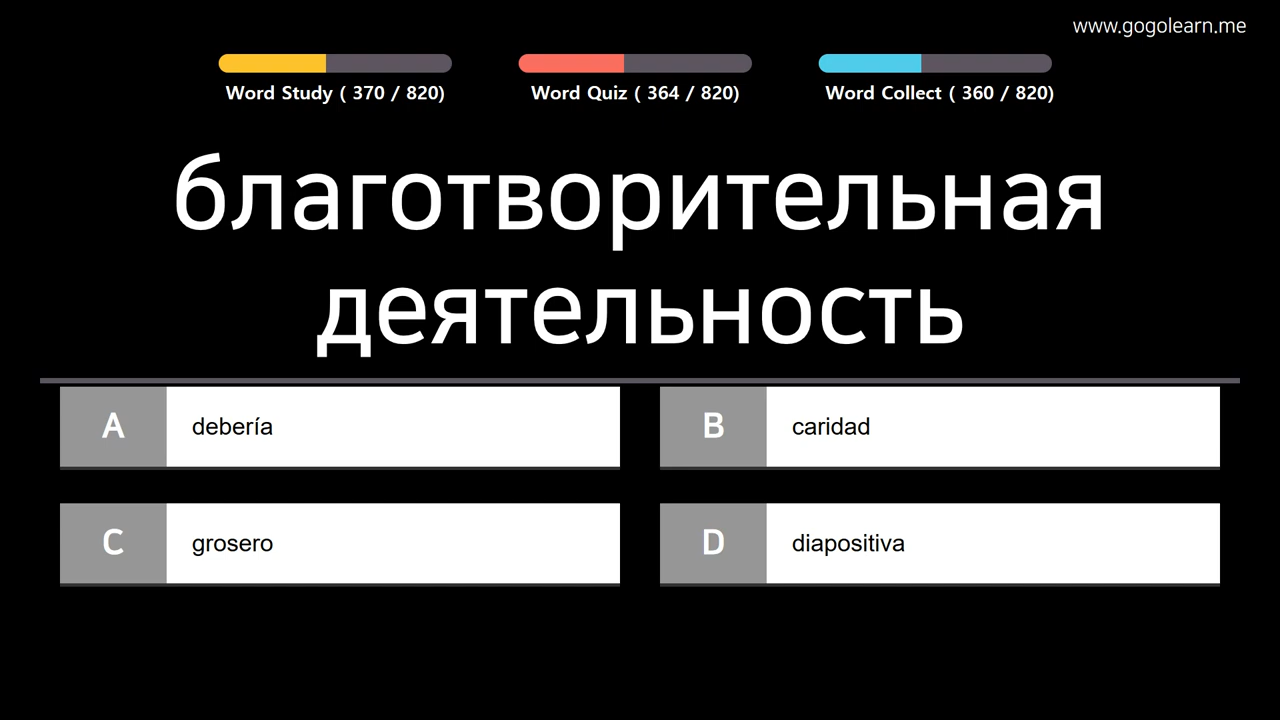 www.gogolearn.me
Word Study ( 370 / 820)
Word Quiz ( 364 / 820)
Word Collect ( 360 / 820)
благотворительная
деятельность
A debería
B caridad
C grosero
D diapositiva